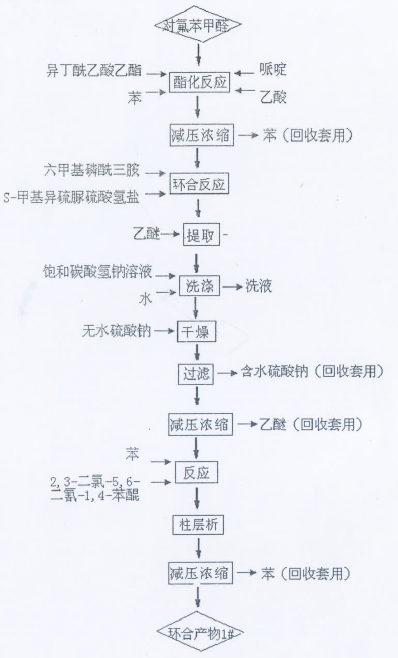 对氟苯甲醛
异丁酰乙酸乙酯
哌啶
酯化反应
苯
乙酸
减压浓缩
苯(回收套用)
六甲基磷酰三胺
环合反应
S-甲基异硫脲硫酸氢盐
乙醚
提取
饱和碳酸氢钠溶液
洗涤
洗液
水
无水硫酸钠
干燥
过滤
含水硫酸钠(回收套用)
减压浓缩
乙醚(回收套用)
苯
反应
2,3-二氯-5,6-
二氰-1,4-苯醌
柱层析
减压浓缩
苯(回收套用)
环合产物1#